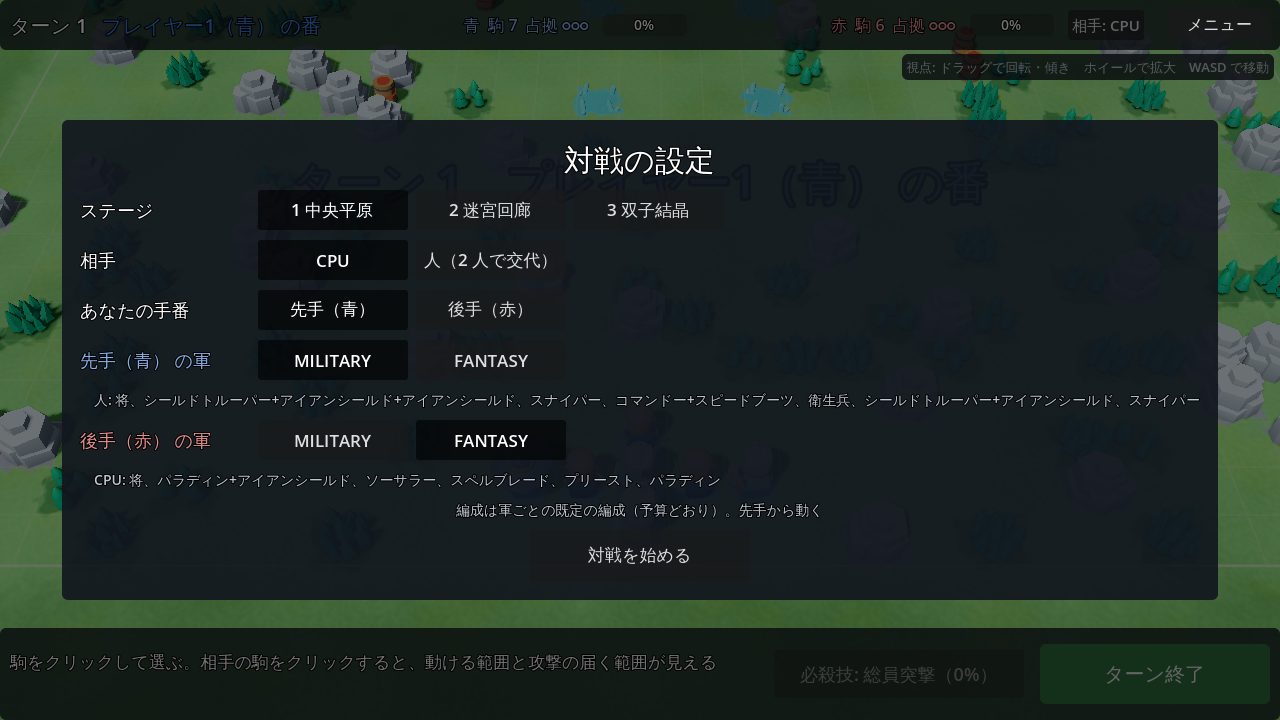 ターン 1 プレイヤー1（青） の番 青 駒 7 占拠 ○○○ 0% 赤 駒 6 占拠 ○○○ 0% 相手: CPU メニュー
視点: ドラッグで回転・傾き ホイールで拡大 WASD で移動
対戦の設定
ターン 1 プレイヤー1（青） の番
ステージ 1 中央平原 2 迷宮回廊 3 双子結晶
相手 CPU 人（2 人で交代）
あなたの手番 先手（青） 後手（赤）
先手（青） の軍 MILITARY FANTASY
人: 将、シールドトルーパー+アイアンシールド+アイアンシールド、スナイパー、コマンドー+スピードブーツ、衛生兵、シールドトルーパー+アイアンシールド、スナイパー
後手（赤） の軍 MILITARY FANTASY
CPU: 将、パラディン+アイアンシールド、ソーサラー、スペルブレード、プリースト、パラディン
編成は軍ごとの既定の編成（予算どおり）。先手から動く
対戦を始める
駒をクリックして選ぶ。相手の駒をクリックすると、動ける範囲と攻撃の届く範囲が見える
必殺技: 総員突撃（0%）
ターン終了